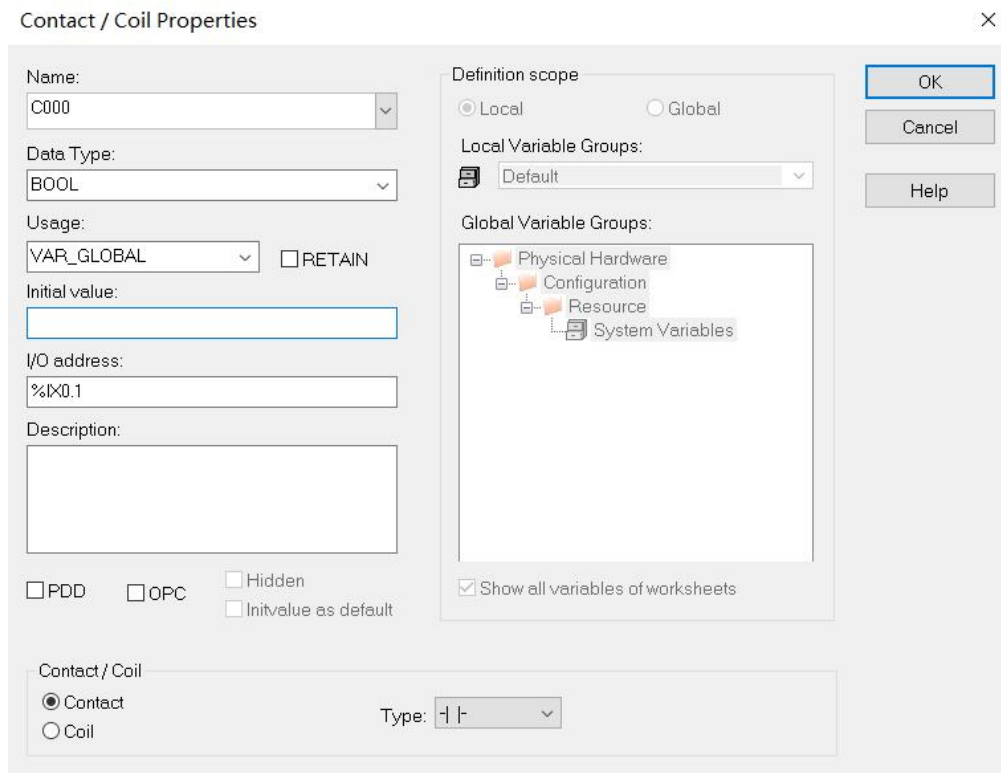 Contact / Coil Properties
Name:
C000
Data Type:
BOOL
Usage:
VAR_GLOBAL
RETAIN
Initial value:
I/O address:
%IX0.1
Description:
PDD
OPC
Hidden
Initvalue as default
Definition scope
Local
Global
Local Variable Groups:
Default
Global Variable Groups:
Physical Hardware
Configuration
Resource
System Variables
Show all variables of worksheets
OK
Cancel
Help
Contact / Coil
Contact
Coil
Type:
-| |-